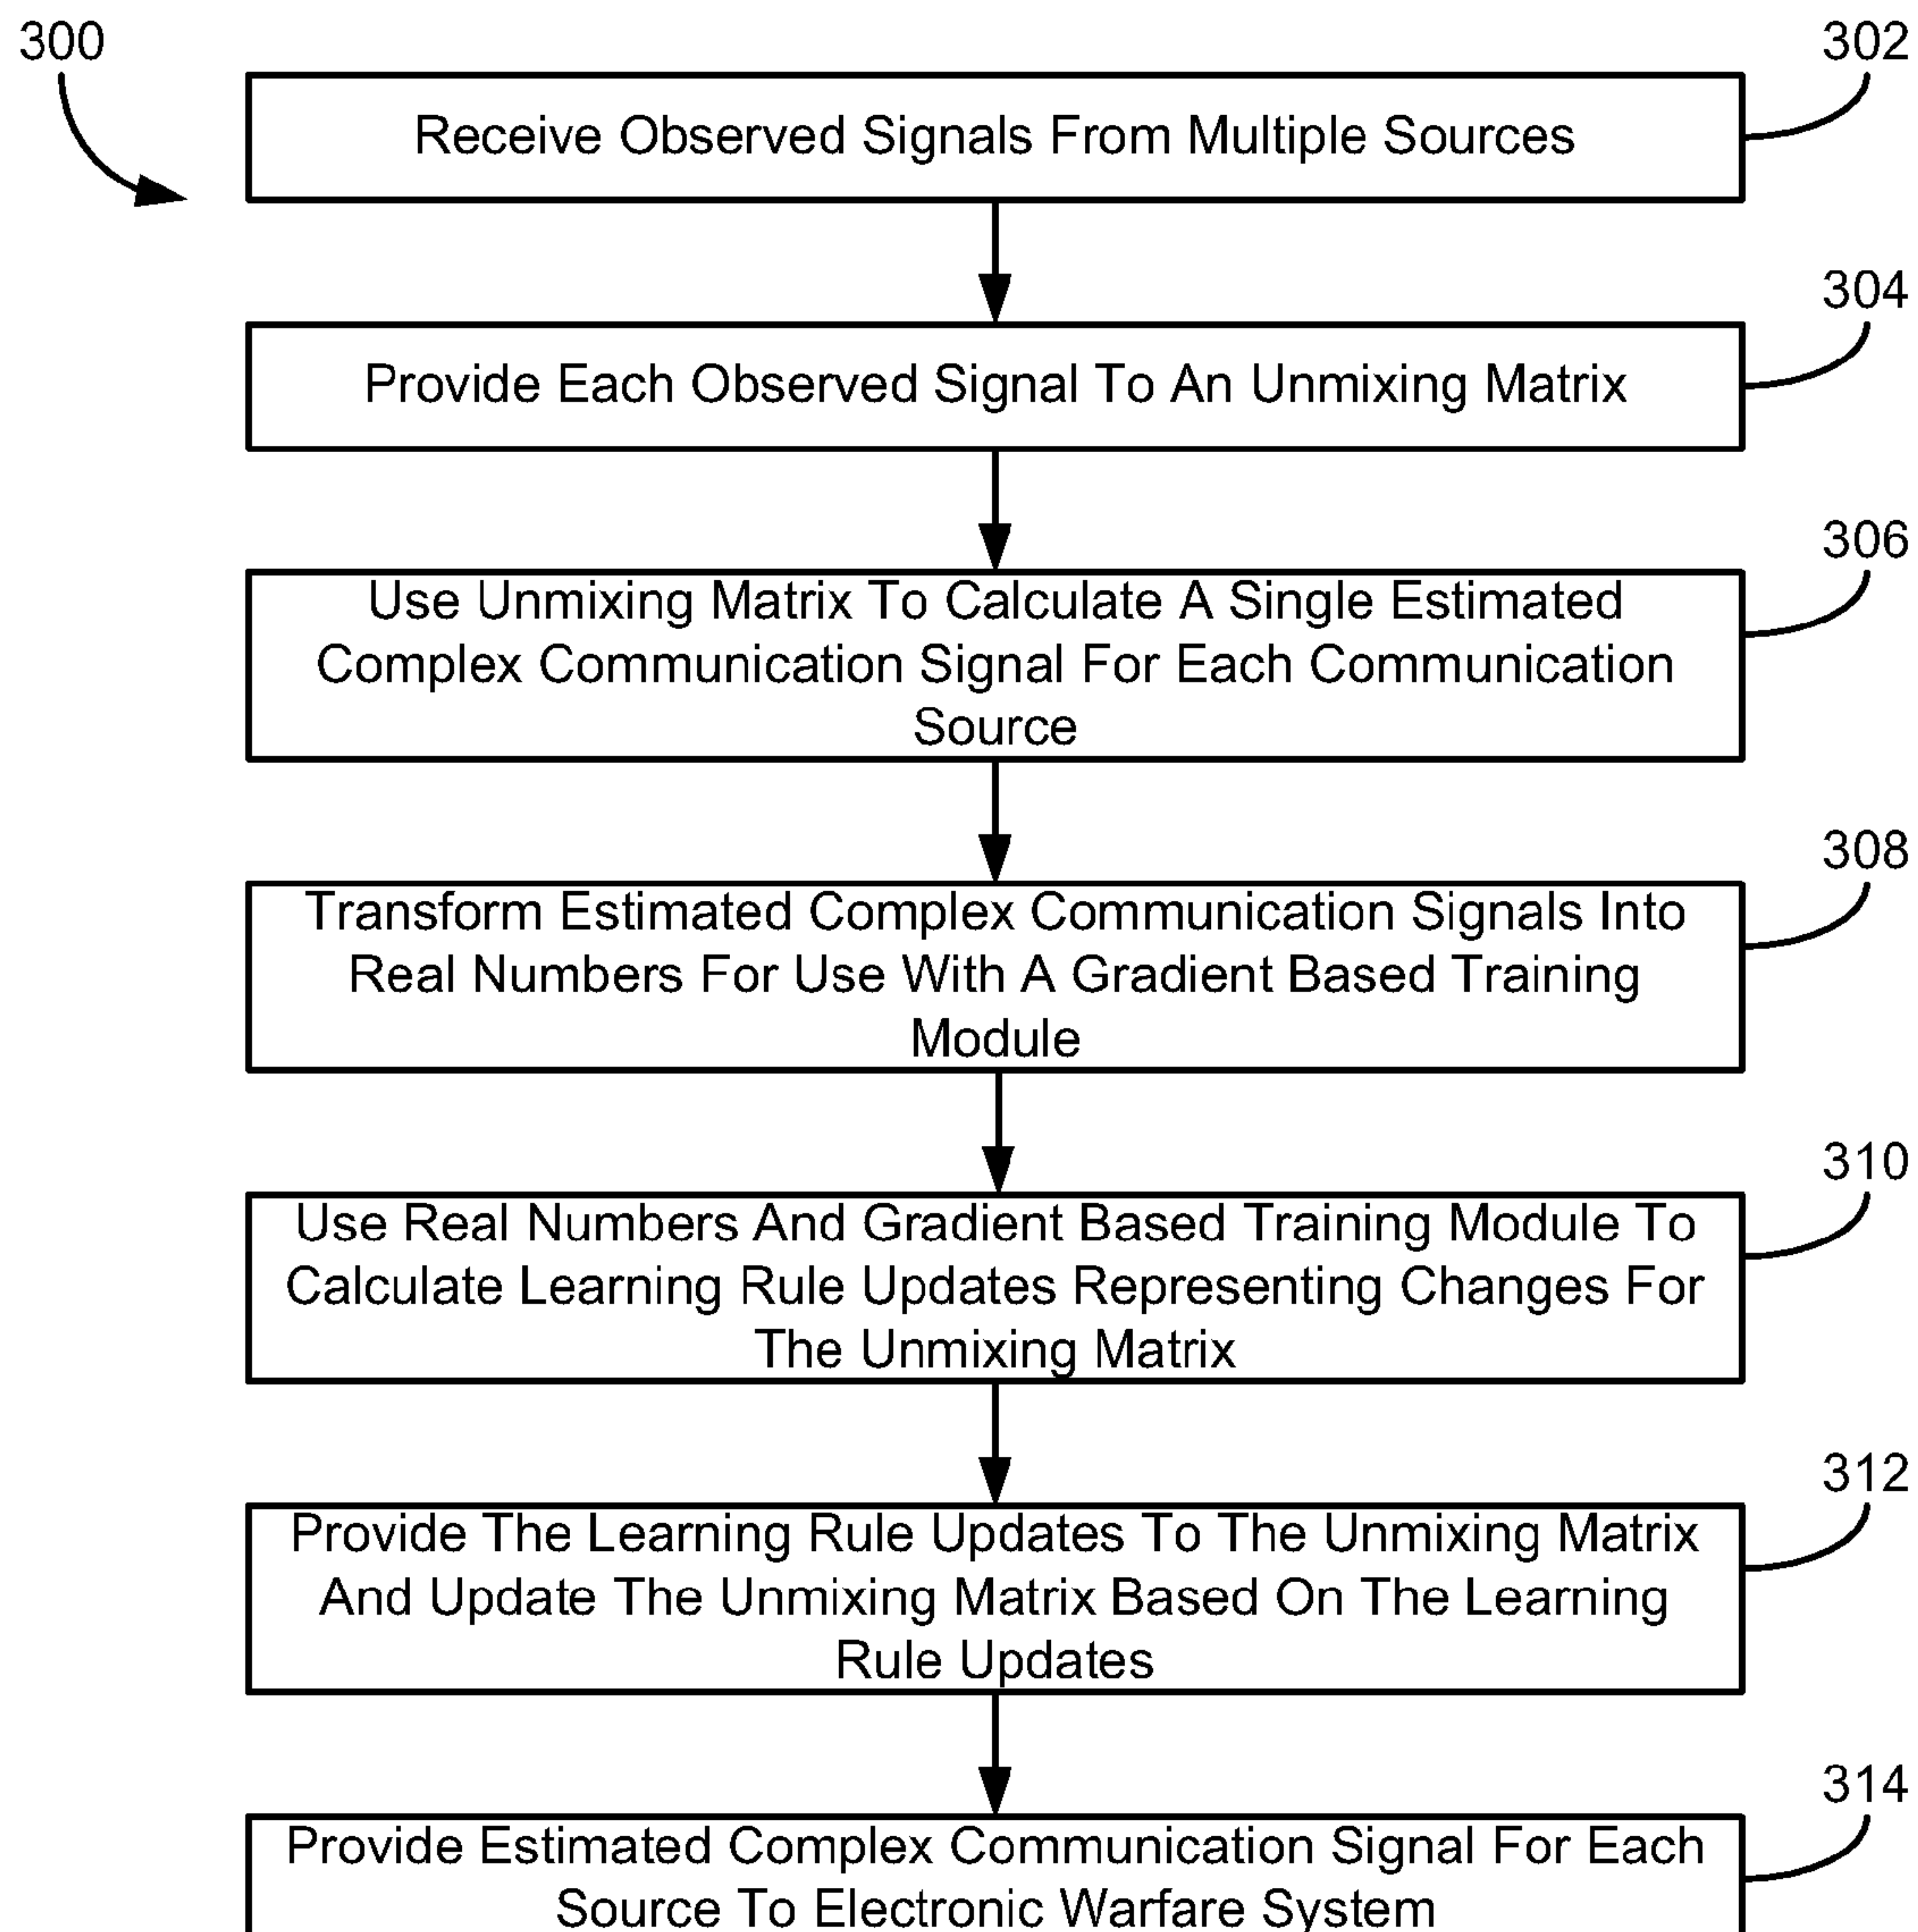 300
302
Receive Observed Signals From Multiple Sources
304
Provide Each Observed Signal To An Unmixing Matrix
306
Use Unmixing Matrix To Calculate A Single Estimated
Complex Communication Signal For Each Communication
Source
308
Transform Estimated Complex Communication Signals Into
Real Numbers For Use With A Gradient Based Training
Module
310
Use Real Numbers And Gradient Based Training Module To
Calculate Learning Rule Updates Representing Changes For
The Unmixing Matrix
312
Provide The Learning Rule Updates To The Unmixing Matrix
And Update The Unmixing Matrix Based On The Learning
Rule Updates
314
Provide Estimated Complex Communication Signal For Each
Source To Electronic Warfare System